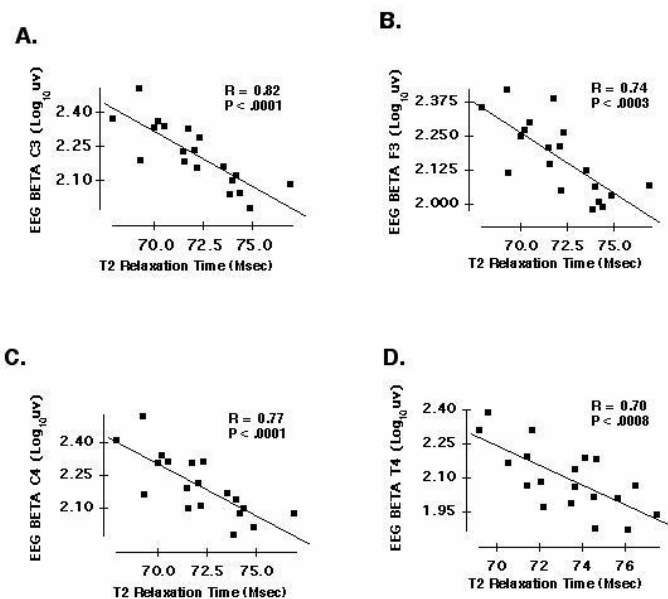 A.
EEG BETA C3 (Log10uv)
R = 0.82
P < .0001
2.40
2.25
2.10
70.0 72.5 75.0
T2 Relaxation Time (Msec)
B.
EEG BETA F3 (Log10uv)
R = 0.74
P < .0003
2.375
2.250
2.125
2.000
70.0 72.5 75.0
T2 Relaxation Time (Msec)
C.
EEG BETA C4 (Log10uv)
R = 0.77
P < .0001
2.40
2.25
2.10
70.0 72.5 75.0
T2 Relaxation Time (Msec)
D.
EEG BETA T4 (Log10uv)
R = 0.70
P < .0008
2.40
2.25
2.10
1.95
70 72 74 76
T2 Relaxation Time (Msec)